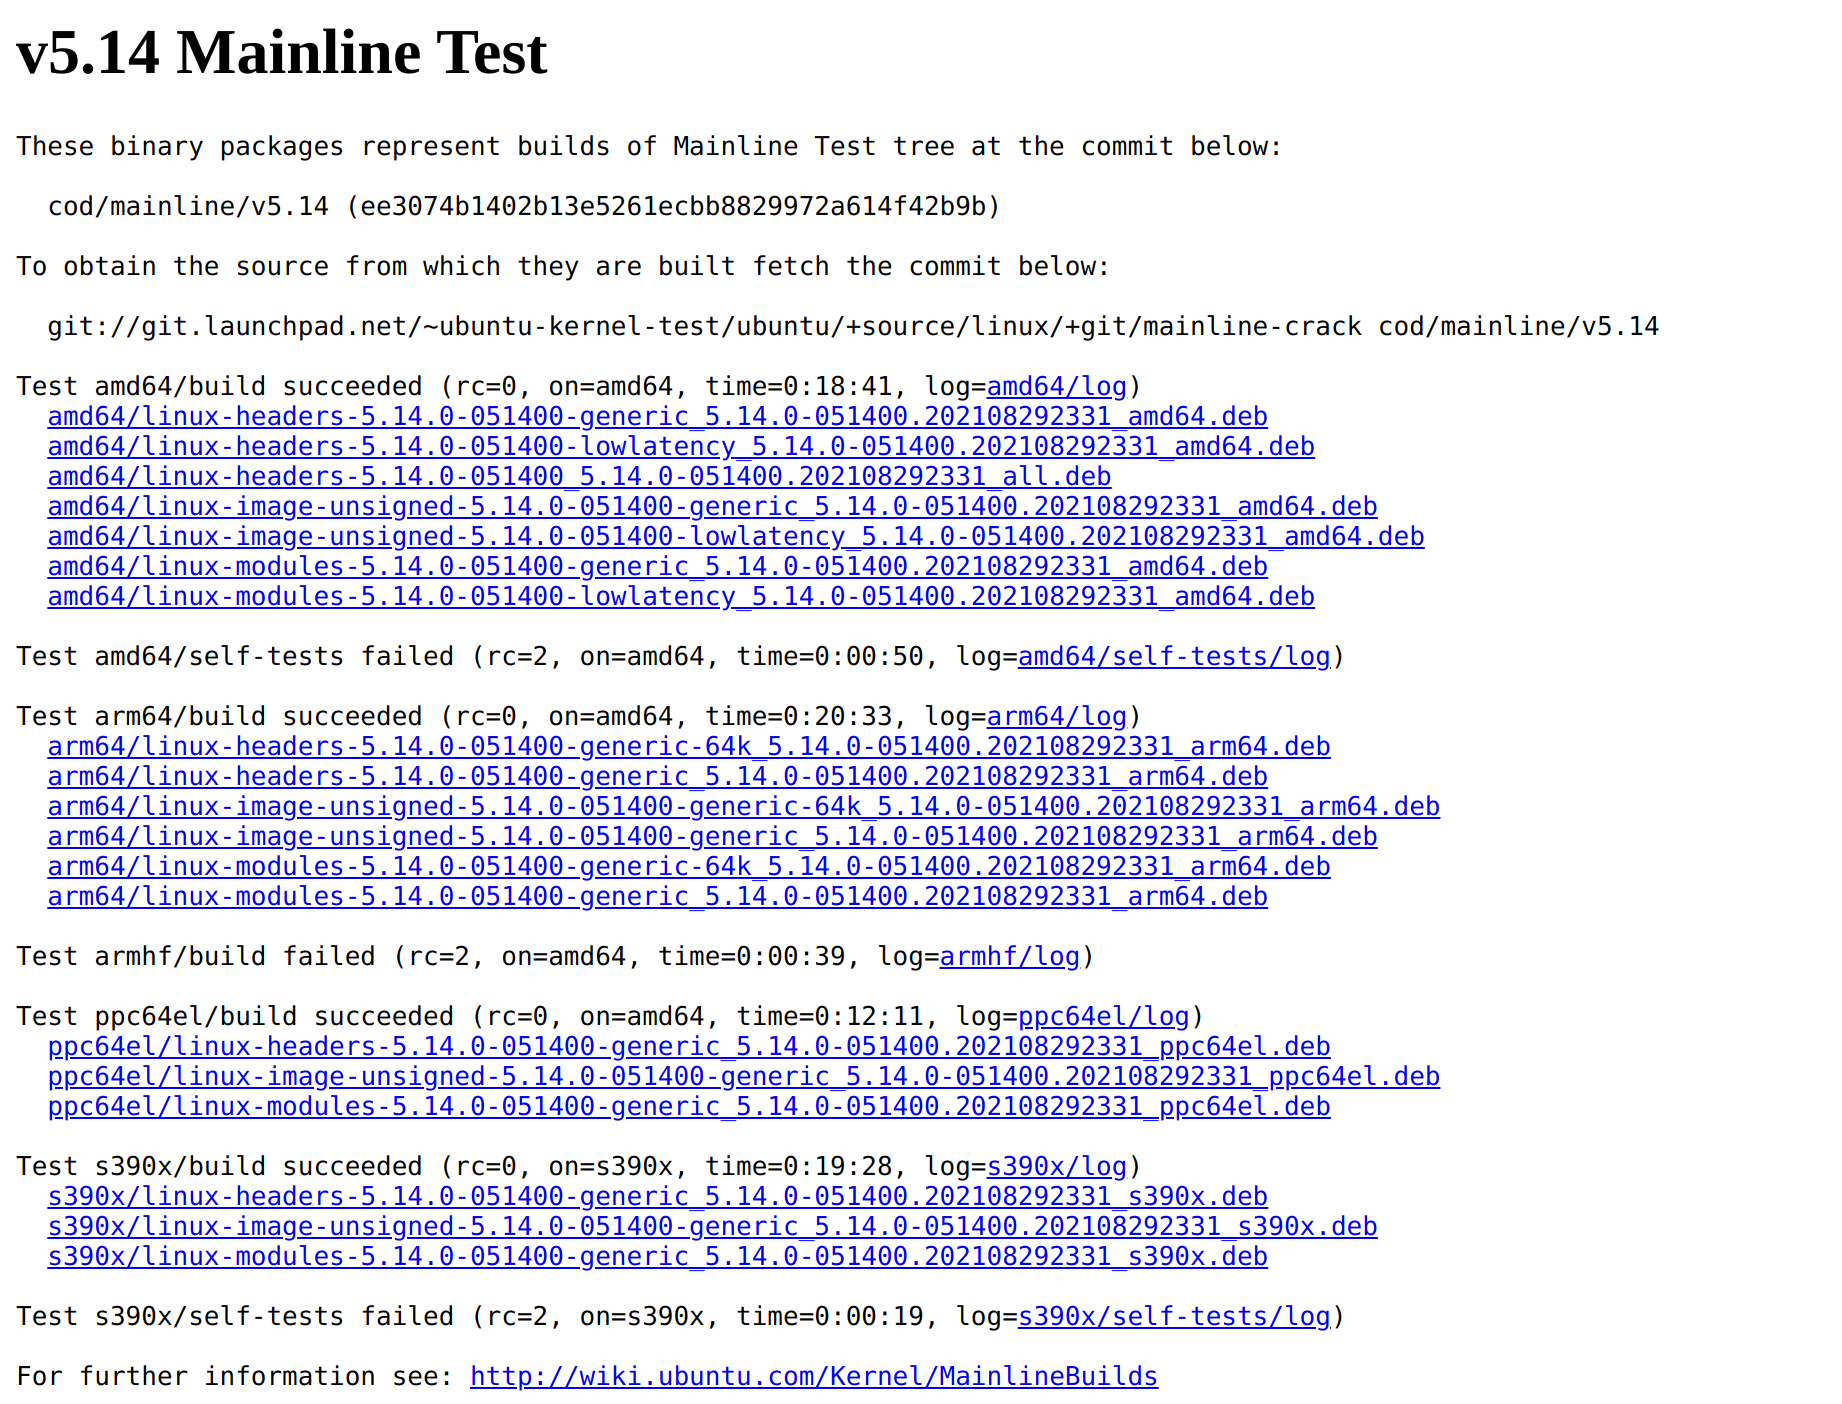 v5.14 Mainline Test
These binary packages represent builds of Mainline Test tree at the commit below:
cod/mainline/v5.14 (ee3074b1402b13e5261ecbb8829972a614f42b9b)
To obtain the source from which they are built fetch the commit below:
git://git.launchpad.net/~ubuntu-kernel-test/ubuntu/+source/linux/+git/mainline-crack cod/mainline/v5.14
Test amd64/build succeeded (rc=0, on=amd64, time=0:18:41, log=amd64/log)
amd64/linux-headers-5.14.0-051400-generic_5.14.0-051400.202108292331_amd64.deb
amd64/linux-headers-5.14.0-051400-lowlatency_5.14.0-051400.202108292331_amd64.deb
amd64/linux-headers-5.14.0-051400_5.14.0-051400.202108292331_all.deb
amd64/linux-image-unsigned-5.14.0-051400-generic_5.14.0-051400.202108292331_amd64.deb
amd64/linux-image-unsigned-5.14.0-051400-lowlatency_5.14.0-051400.202108292331_amd64.deb
amd64/linux-modules-5.14.0-051400-generic_5.14.0-051400.202108292331_amd64.deb
amd64/linux-modules-5.14.0-051400-lowlatency_5.14.0-051400.202108292331_amd64.deb
Test amd64/self-tests failed (rc=2, on=amd64, time=0:00:50, log=amd64/self-tests/log)
Test arm64/build succeeded (rc=0, on=amd64, time=0:20:33, log=arm64/log)
arm64/linux-headers-5.14.0-051400-generic-64k_5.14.0-051400.202108292331_arm64.deb
arm64/linux-headers-5.14.0-051400-generic_5.14.0-051400.202108292331_arm64.deb
arm64/linux-image-unsigned-5.14.0-051400-generic-64k_5.14.0-051400.202108292331_arm64.deb
arm64/linux-image-unsigned-5.14.0-051400-generic_5.14.0-051400.202108292331_arm64.deb
arm64/linux-modules-5.14.0-051400-generic-64k_5.14.0-051400.202108292331_arm64.deb
arm64/linux-modules-5.14.0-051400-generic_5.14.0-051400.202108292331_arm64.deb
Test armhf/build failed (rc=2, on=amd64, time=0:00:39, log=armhf/log)
Test ppc64el/build succeeded (rc=0, on=amd64, time=0:12:11, log=ppc64el/log)
ppc64el/linux-headers-5.14.0-051400-generic_5.14.0-051400.202108292331_ppc64el.deb
ppc64el/linux-image-unsigned-5.14.0-051400-generic_5.14.0-051400.202108292331_ppc64el.deb
ppc64el/linux-modules-5.14.0-051400-generic_5.14.0-051400.202108292331_ppc64el.deb
Test s390x/build succeeded (rc=0, on=s390x, time=0:19:28, log=s390x/log)
s390x/linux-headers-5.14.0-051400-generic_5.14.0-051400.202108292331_s390x.deb
s390x/linux-image-unsigned-5.14.0-051400-generic_5.14.0-051400.202108292331_s390x.deb
s390x/linux-modules-5.14.0-051400-generic_5.14.0-051400.202108292331_s390x.deb
Test s390x/self-tests failed (rc=2, on=s390x, time=0:00:19, log=s390x/self-tests/log)
For further information see: http://wiki.ubuntu.com/Kernel/MainlineBuilds